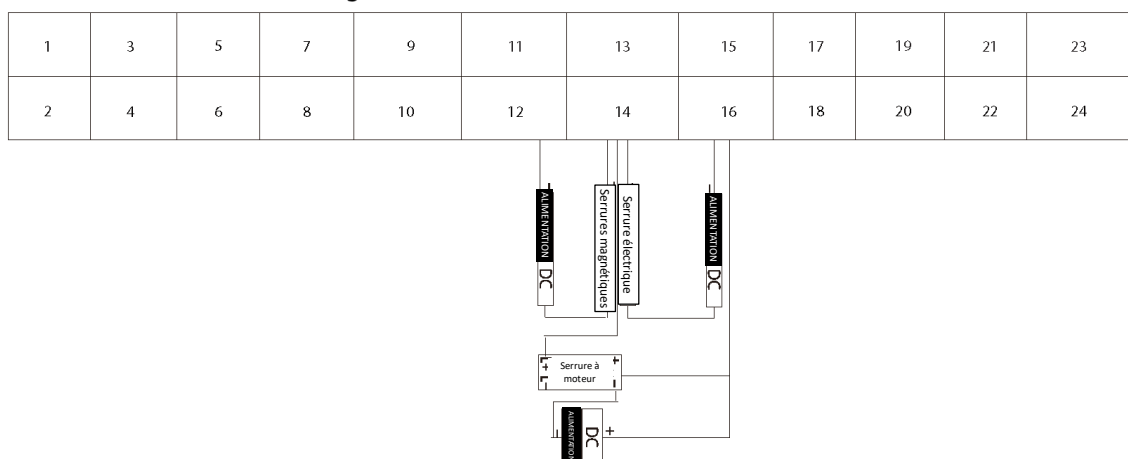 g
1 3 5 7 9 11 13 15 17 19 21 23
2 4 6 8 10 12 14 16 18 20 22 24
ALIMENTATION DC
Serrures magnétiques
Serrure électrique
ALIMENTATION DC
L+ Serrure à +
L- moteur -
- ALIMENTATION DC +